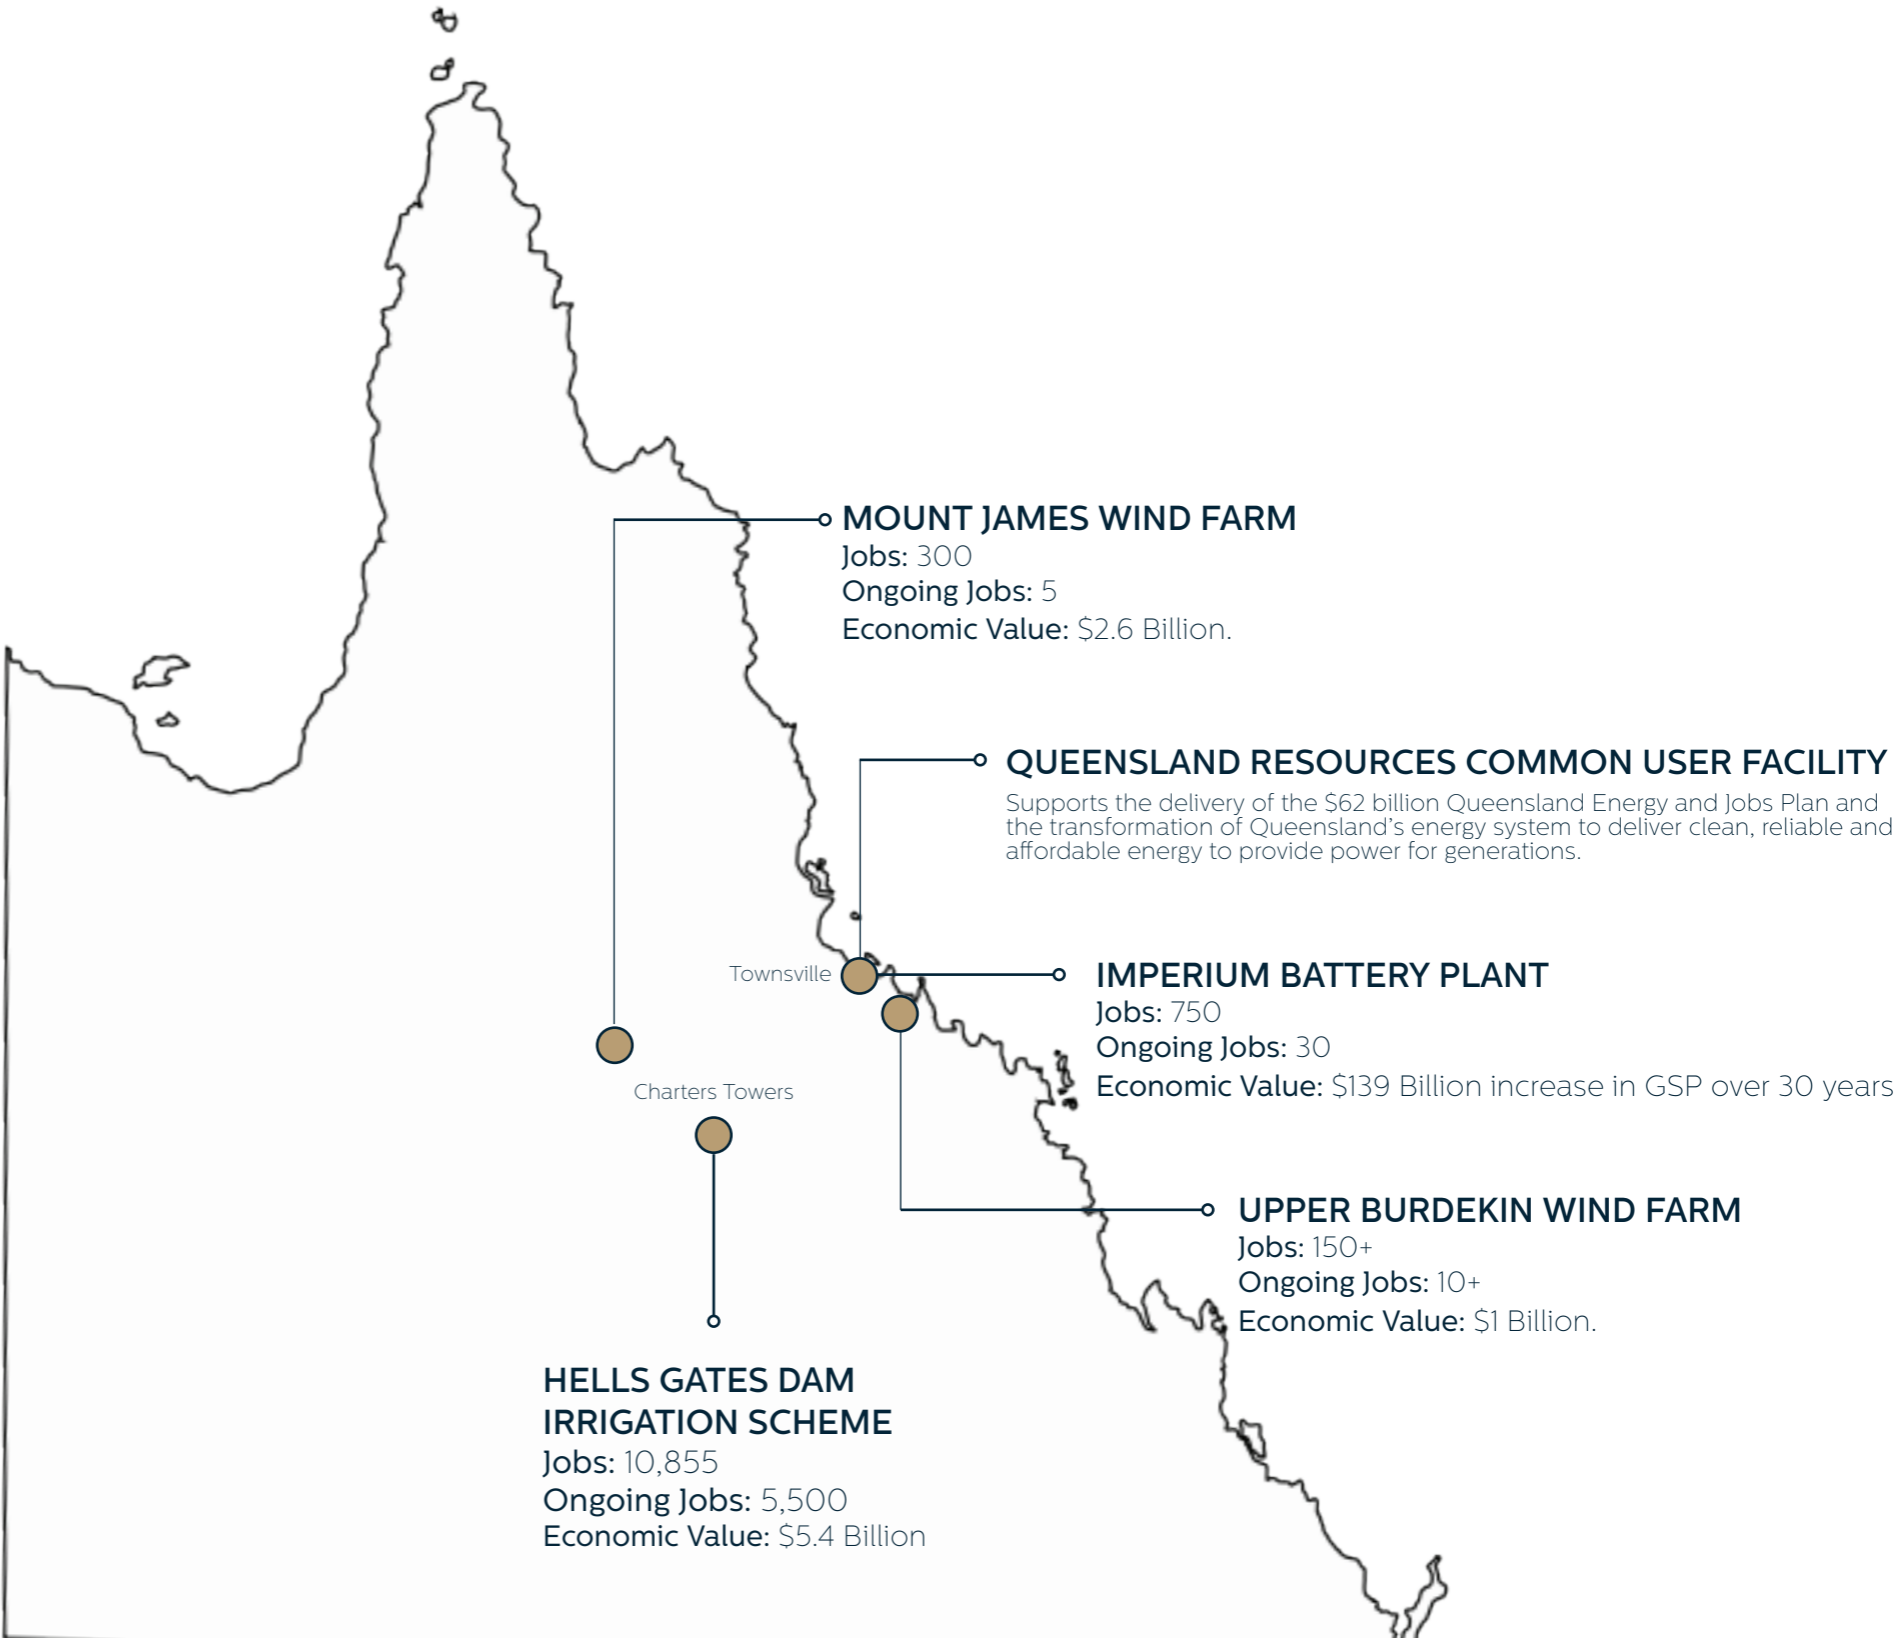 MOUNT JAMES WIND FARM
Jobs: 300
Ongoing Jobs: 5
Economic Value: $2.6 Billion.
QUEENSLAND RESOURCES COMMON USER FACILITY
Supports the delivery of the $62 billion Queensland Energy and Jobs Plan and
the transformation of Queensland’s energy system to deliver clean, reliable and
affordable energy to provide power for generations.
Townsville
IMPERIUM BATTERY PLANT
Jobs: 750
Ongoing Jobs: 30
Economic Value: $139 Billion increase in GSP over 30 years
Charters Towers
UPPER BURDEKIN WIND FARM
Jobs: 150+
Ongoing Jobs: 10+
Economic Value: $1 Billion.
HELLS GATES DAM
IRRIGATION SCHEME
Jobs: 10,855
Ongoing Jobs: 5,500
Economic Value: $5.4 Billion